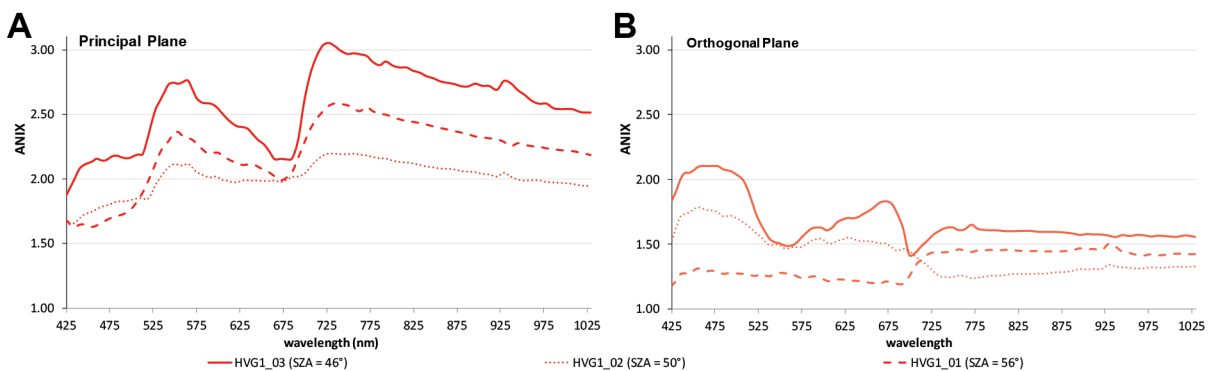 A
Principal Plane
3.00
2.50
2.00
1.50
1.00
ANIX
425 475 525 575 625 675 725 775 825 875 925 975 1025
wavelength (nm)
B
Orthogonal Plane
3.00
2.50
2.00
1.50
1.00
ANIX
425 475 525 575 625 675 725 775 825 875 925 975 1025
wavelength
HVG1_03 (SZA = 46°) HVG1_02 (SZA = 50°) HVG1_01 (SZA = 56°)